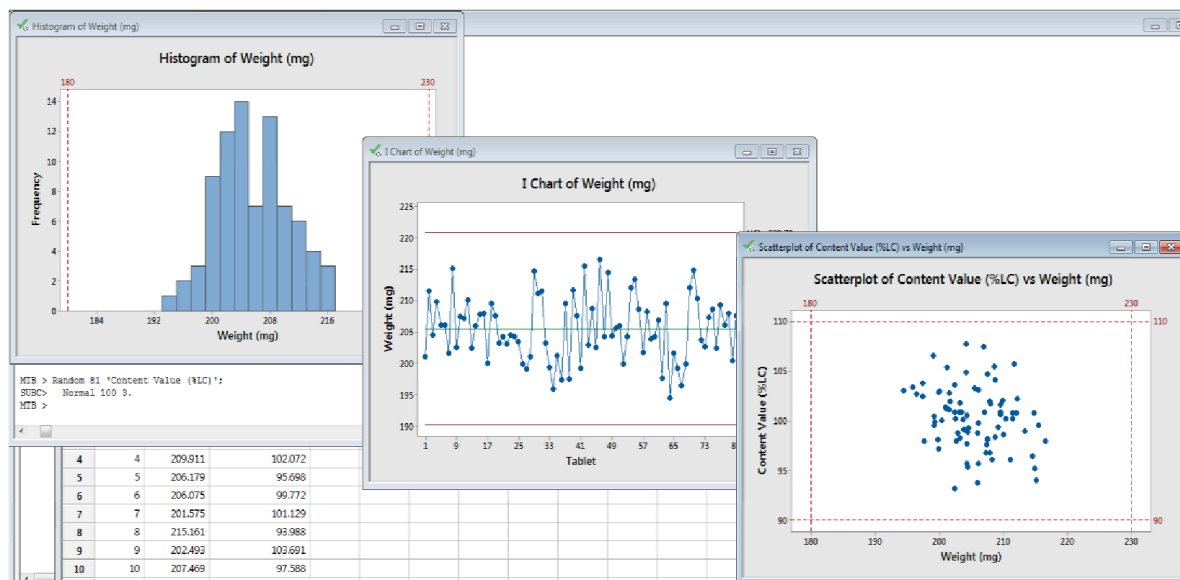 Histogram of Weight (mg)
Histogram of Weight (mg)
180
230
Frequency
14
12
10
8
6
4
2
0
184
192
200
208
216
Weight (mg)
I Chart of Weight (mg)
I Chart of Weight (mg)
Weight (mg)
225
220
215
210
205
200
195
190
1
9
17
25
33
41
49
57
65
73
Tablet
Scatterplot of Content Value (%LC) vs Weight (mg)
Scatterplot of Content Value (%LC) vs Weight (mg)
180
230
Content Value (%LC)
110
105
100
95
90
110
90
170
180
190
200
210
220
230
Weight (mg)
MTB > Random 81 'Content Value (%LC)';
SUBC> Normal 100 3.
MTB >
4 4 209.911 102.072
5 5 206.179 95.698
6 6 206.075 99.772
7 7 201.575 101.129
8 8 215.161 93.988
9 9 202.493 103.691
10 10 207.469 97.588